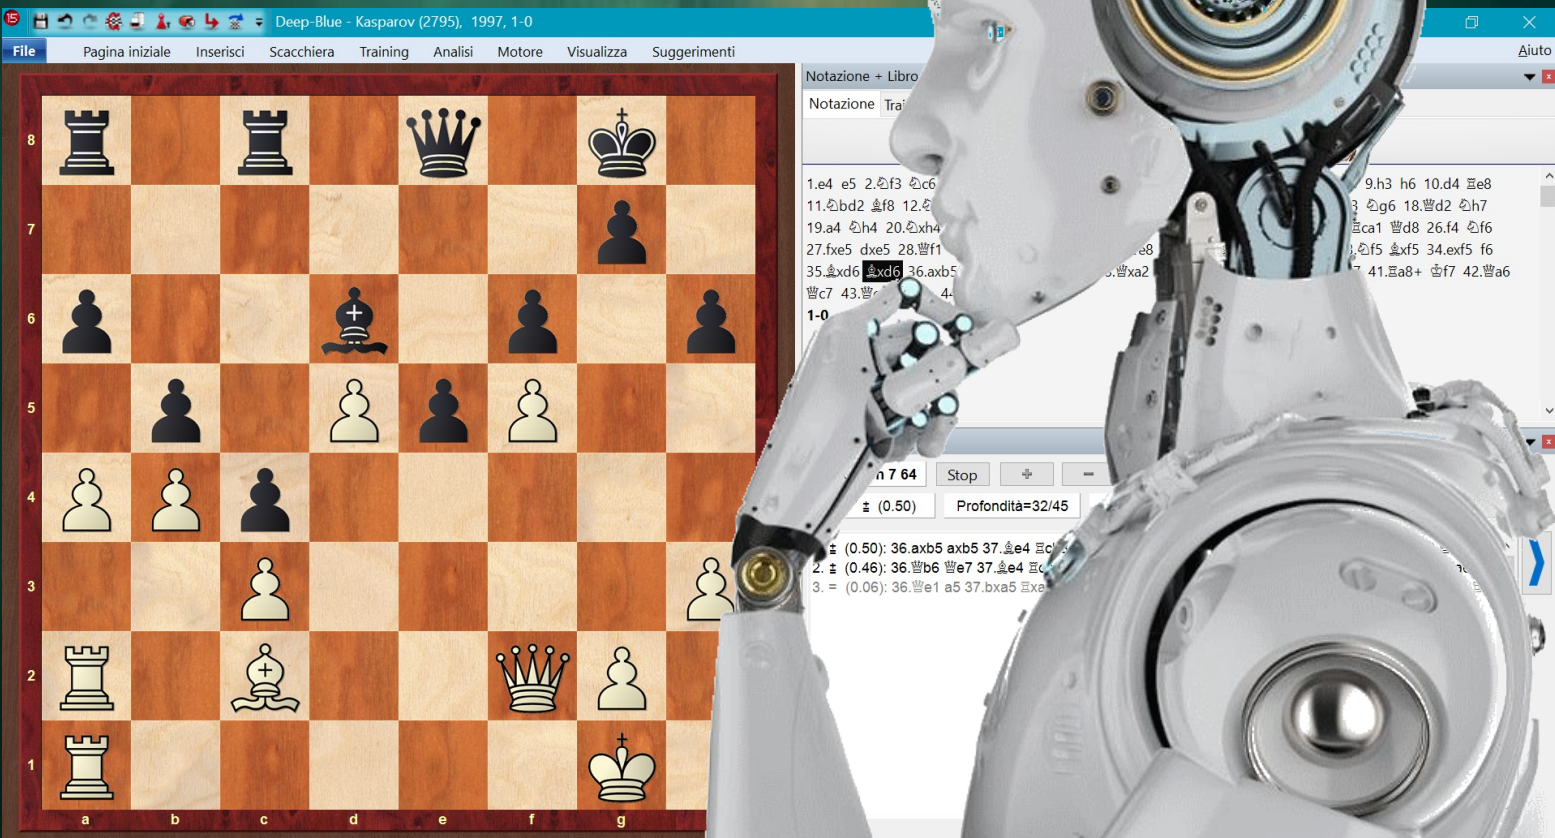 15 Deep-Blue - Kasparov (2795), 1997, 1-0
File Pagina iniziale Inserisci Scacchiera Training Analisi Motore Visualizza Suggerimenti Aiuto
Notazione + Libro
Notazione
1.e4 e5 2.♘f3 ♘c6 9.h3 h6 10.d4 ♖e8
11.♘bd2 ♗f8 ♘g6 18.♕d2 ♘h7
19.a4 ♘h4 20.♘xh4 ♖ca1 ♕d8 26.f4 ♘f6
27.fxe5 dxe5 28.♕f1 ♘f5 ♗xf5 34.exf5 f6
35.♗xd6 ♗xd6 36.axb5 ♕xa2 41.♖a8+ ♔f7 42.♕a6
♕c7
1-0
7 64 Stop + −
± (0.50) Profondità=32/45
± (0.50): 36.axb5 axb5 37.♗e4
2. ± (0.46): 36.♕b6 ♕e7 37.♗e4
3. = (0.06): 36.♕e1 a5 37.bxa5
8
7
6
5
4
3
2
1
a b c d e f g